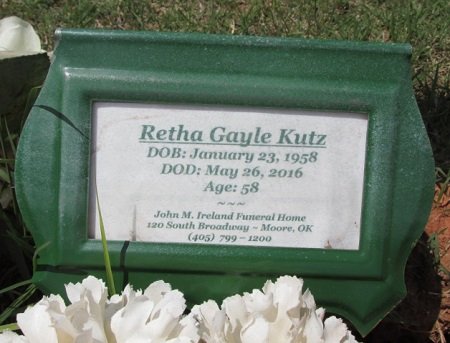 Retha Gayle Kutz
DOB: January 23, 1958
DOD: May 26, 2016
Age: 58
~~~
John M. Ireland Funeral Home
120 South Broadway ~ Moore, OK
(405) 799 – 1200